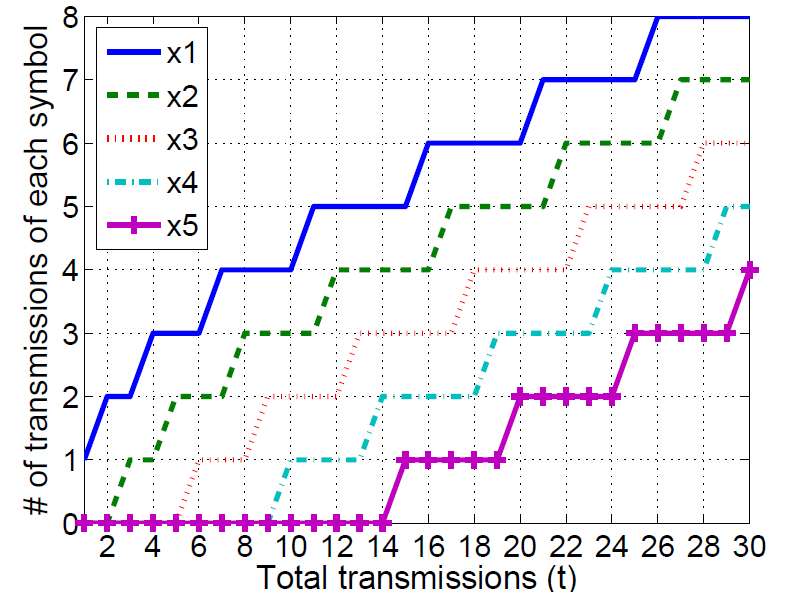 # of transmissions of each symbol
8
7
6
5
4
3
2
1
0
x1
x2
x3
x4
x5
2 4 6 8 10 12 14 16 18 20 22 24 26 28 30
Total transmissions (t)